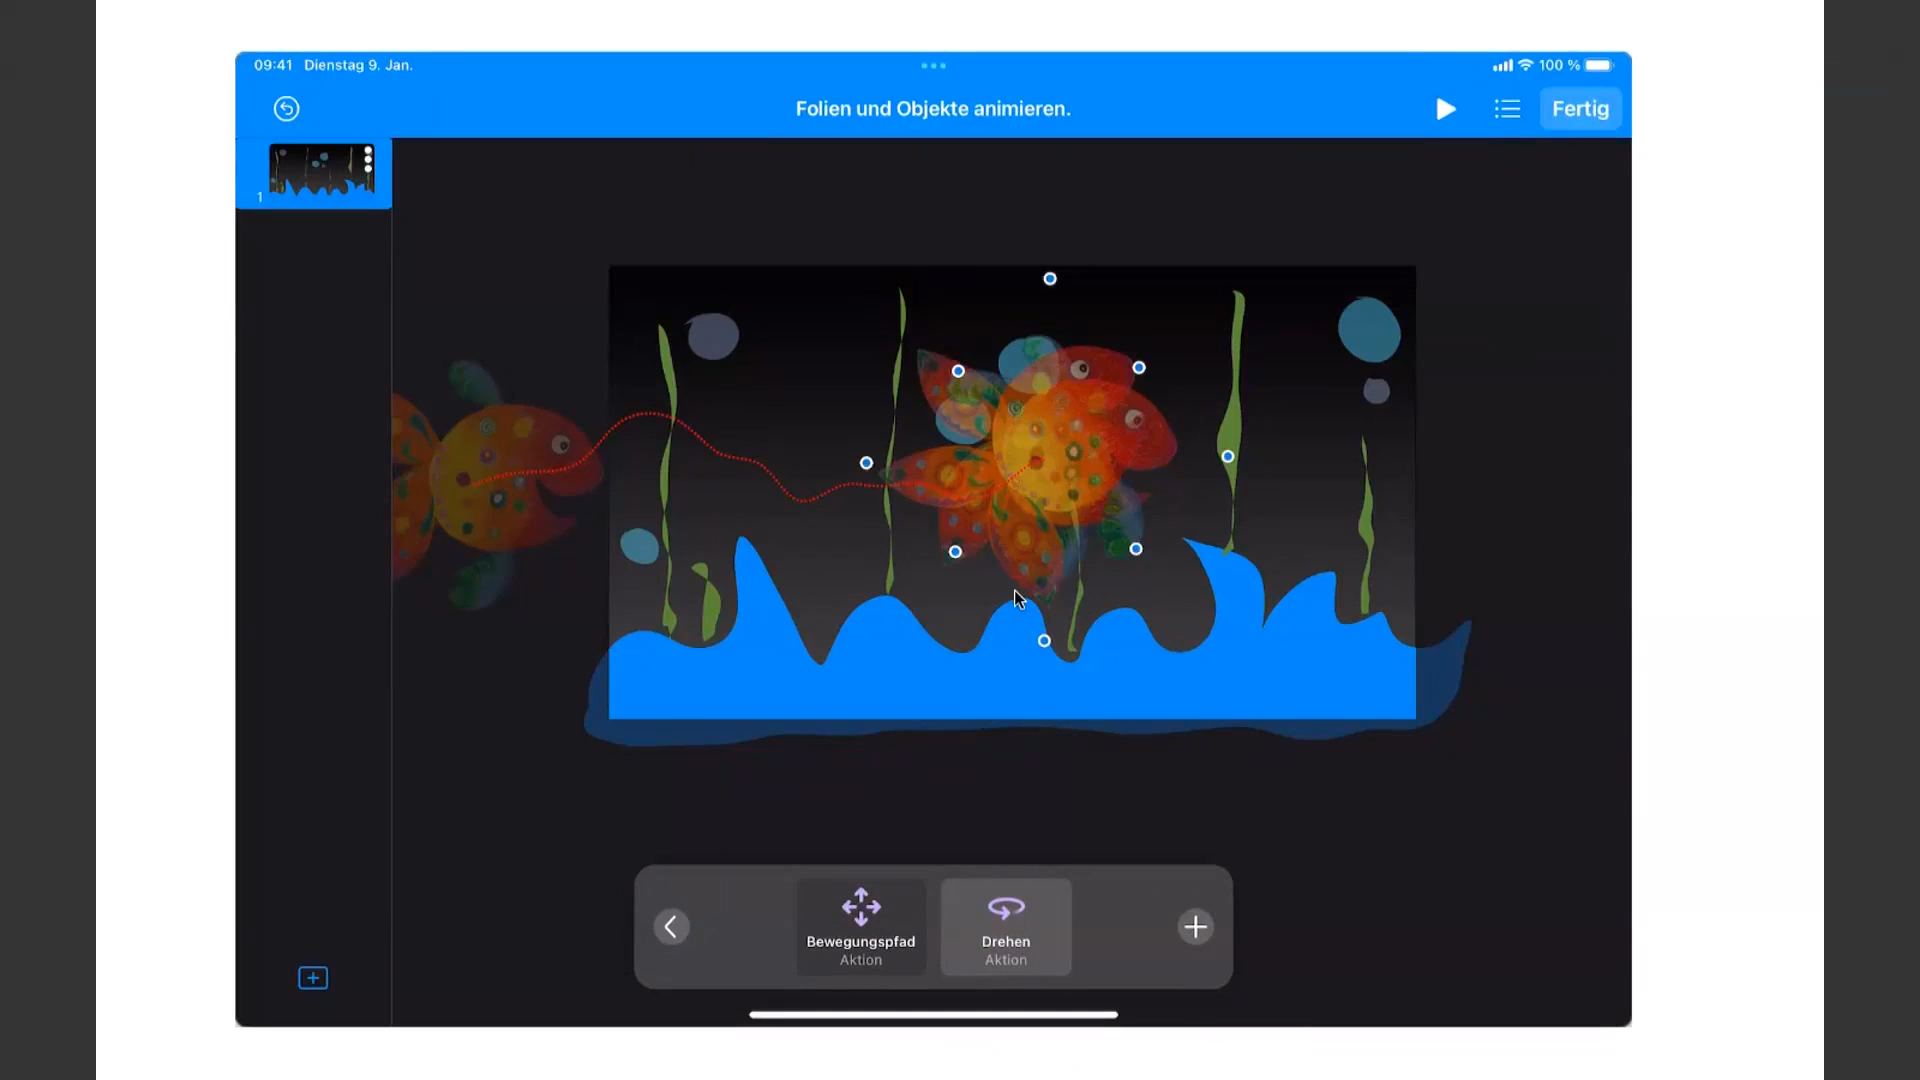 09:41 Dienstag 9. Jan.
100 %
Folien und Objekte animieren.
Fertig
1
Bewegungspfad
Aktion
Drehen
Aktion